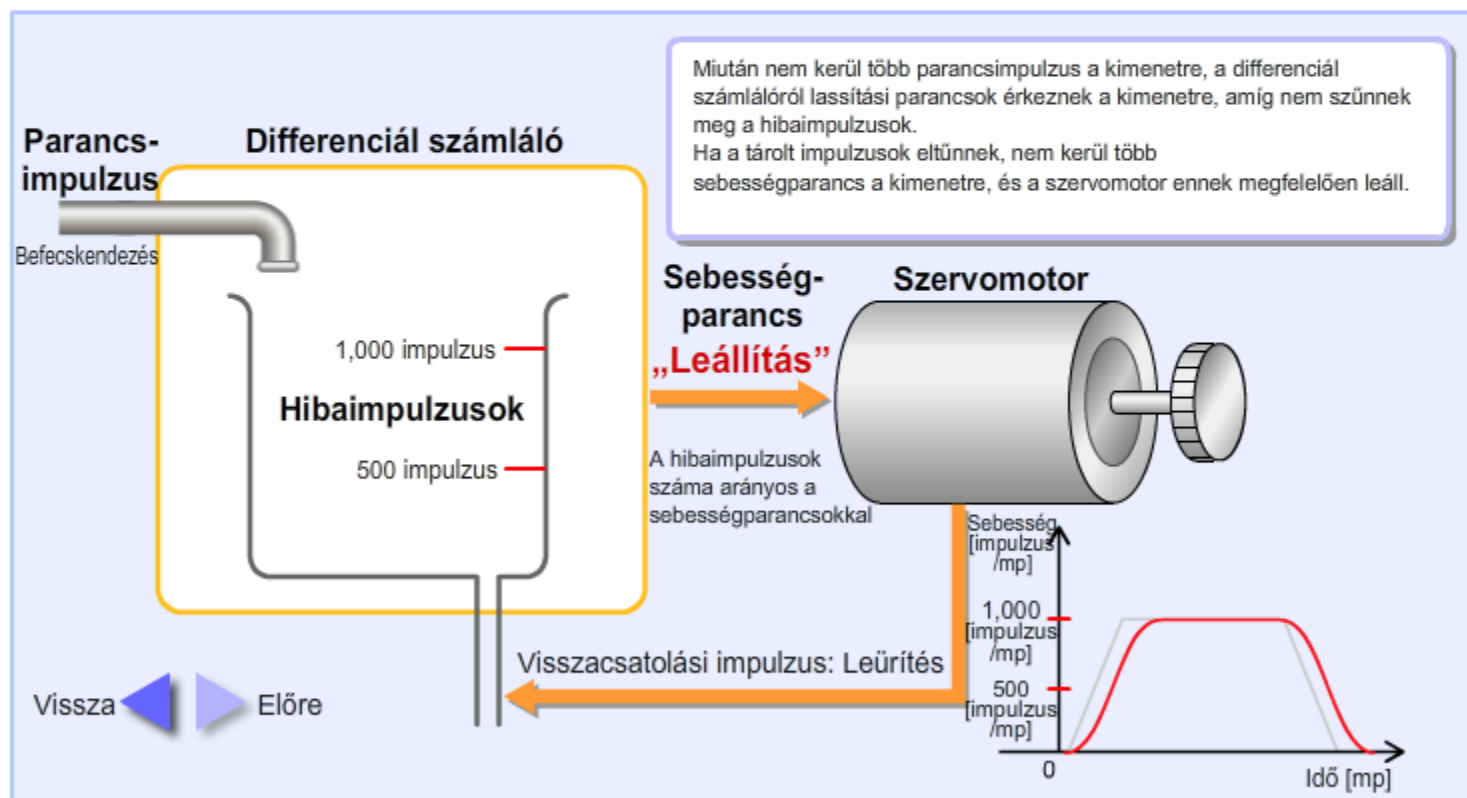 Miután nem kerül több parancsimpulzus a kimenetre, a differenciál
számlálóról lassítási parancsok érkeznek a kimenetre, amíg nem szűnnek
meg a hibaimpulzusok.
Ha a tárolt impulzusok eltűnnek, nem kerül több
sebességparancs a kimenetre, és a szervomotor ennek megfelelően leáll.
Parancs-
impulzus
Befecskendezés
Differenciál számláló
1,000 impulzus
Hibaimpulzusok
500 impulzus
Sebesség-
parancs
„Leállítás”
A hibaimpulzusok
száma arányos a
sebességparancsokkal
Szervomotor
Visszacsatolási impulzus: Leürítés
Sebesség
[impulzus
/mp]
1,000
[impulzus
/mp]
500
[impulzus
/mp]
0
Idő [mp]
Vissza
Előre